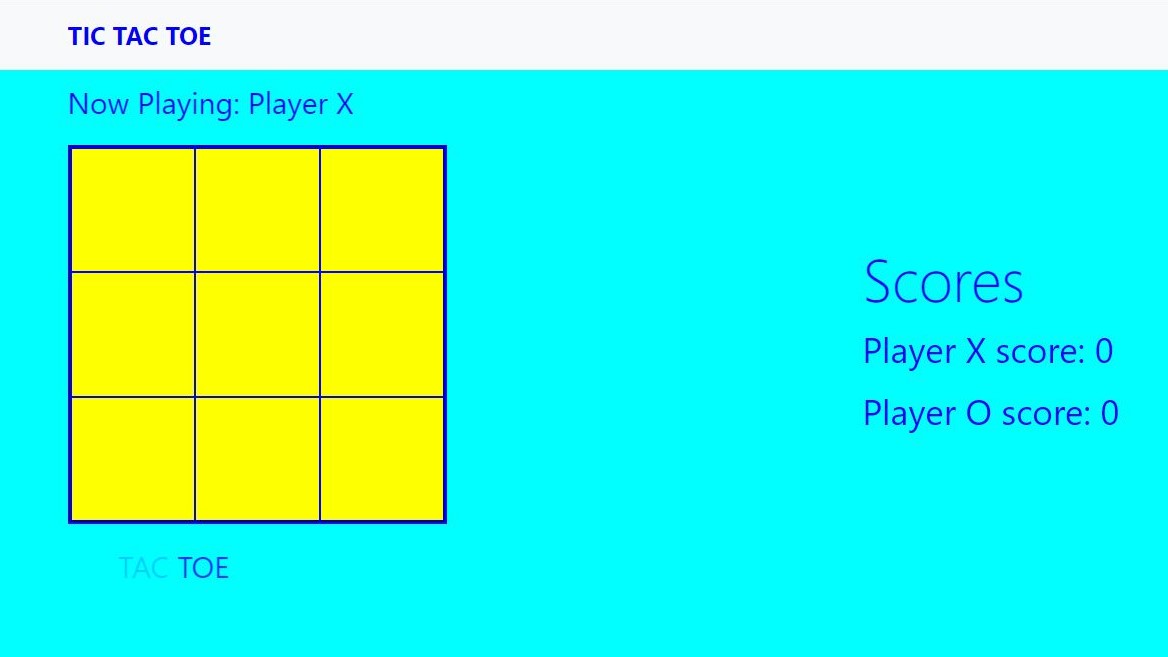 TIC TAC TOE
Now Playing: Player X
Scores
Player X score: 0
Player O score: 0
TAC TOE